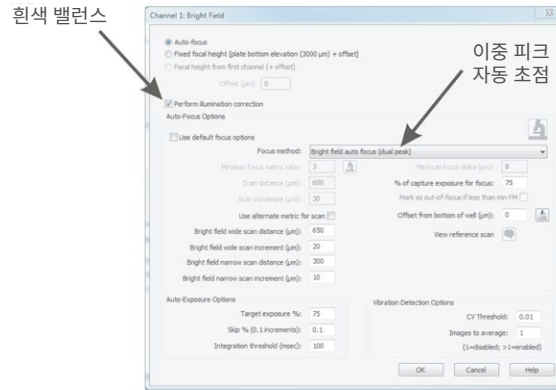 흰색 밸런스
Channel 1: Bright Field
Auto-focus
Fixed focal height [plate bottom elevation (3000 µm) + offset]
Focal height from first channel (+ offset)
Offset (µm): 0
이중 피크
자동 초점
Perform illumination correction
Auto-Focus Options
Use default focus options
Focus method: Bright field auto focus (dual peak)
Minimum focus metric ratio: 3 Minimum focus delta (µm): 8
Scan distance (µm): 600 % of capture exposure for focus: 75
Scan increment (µm): 30 Mark as out-of-focus if less than min FM
Use alternate metric for scan Offset from bottom of well (µm): 0
Bright field wide scan distance (µm): 650 View reference scan
Bright field wide scan increment (µm): 20
Bright field narrow scan distance (µm): 300
Bright field narrow scan increment (µm): 10
Auto-Exposure Options Vibration Detection Options
Target exposure %: 75 CV Threshold: 0.01
Skip % (0.1 increments): 0.1 Images to average: 1
Integration threshold (msec): 100 (1=disabled; >1=enabled)
OK Cancel Help